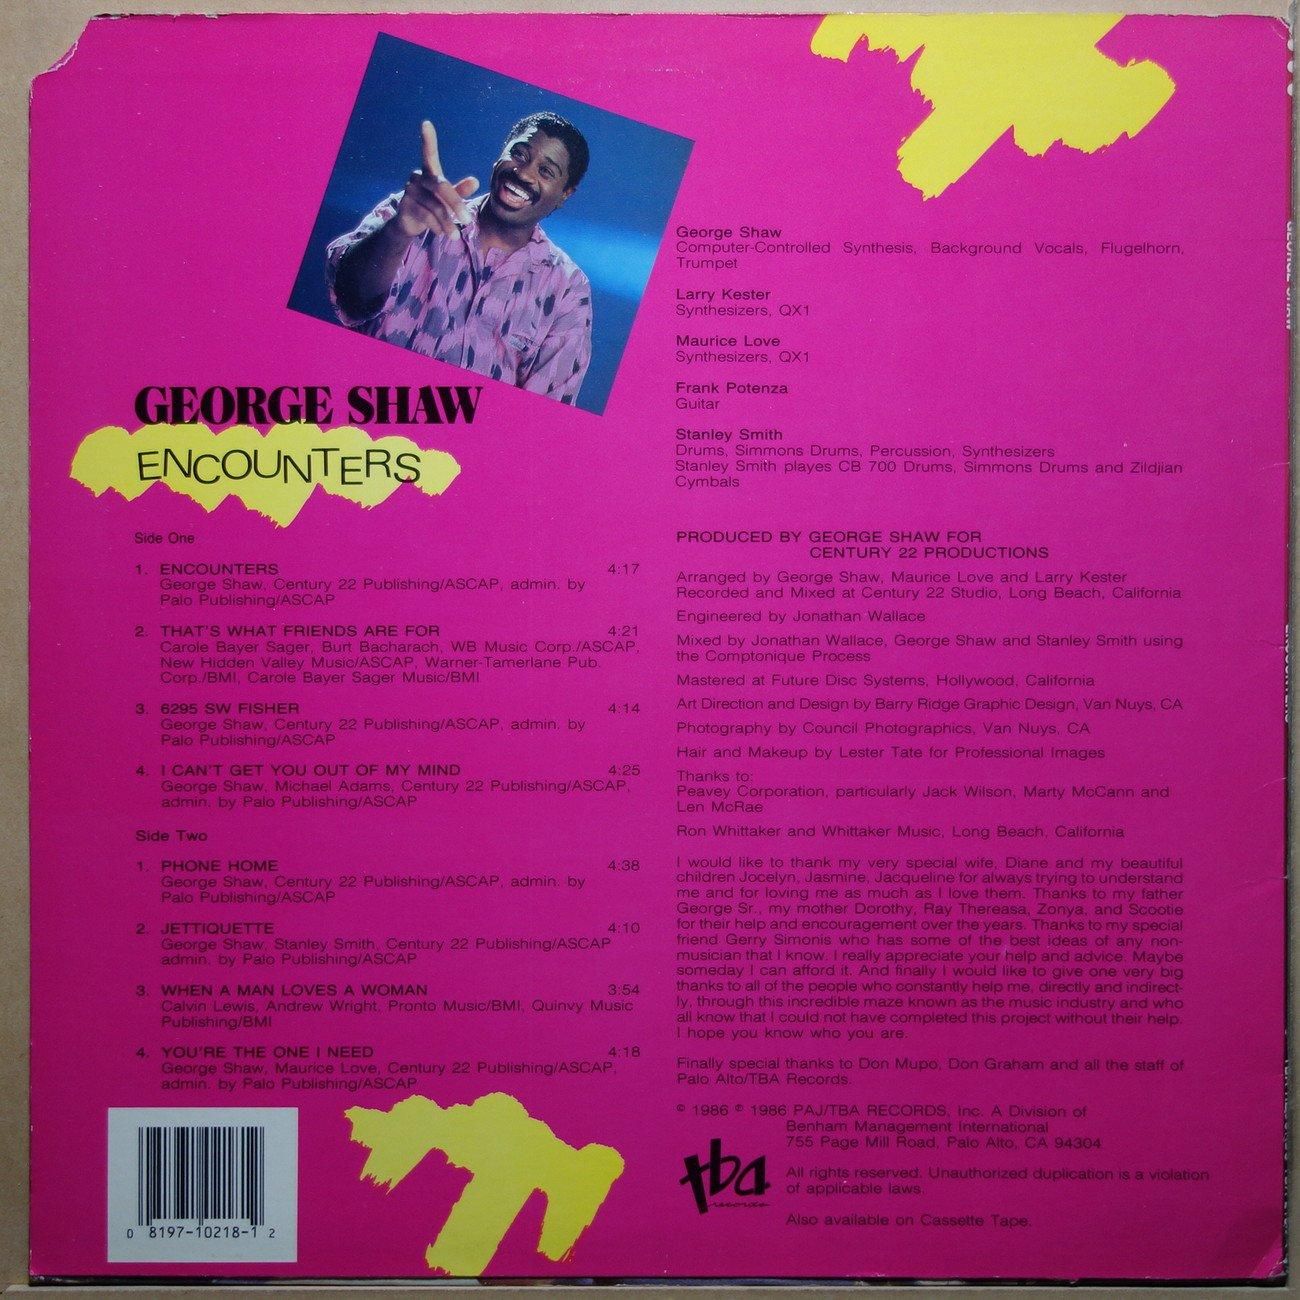 GEORGE SHAW
ENCOUNTERS
Side One
1. ENCOUNTERS 4:17
George Shaw, Century 22 Publishing/ASCAP, admin. by
Palo Publishing/ASCAP
2. THAT'S WHAT FRIENDS ARE FOR 4:21
Carole Bayer Sager, Burt Bacharach, WB Music Corp./ASCAP,
New Hidden Valley Music/ASCAP, Warner-Tamerlane Pub.
Corp./BMI, Carole Bayer Sager Music/BMI
3. 6295 SW FISHER 4:14
George Shaw, Century 22 Publishing/ASCAP, admin. by
Palo Publishing/ASCAP
4. I CAN'T GET YOU OUT OF MY MIND 4:25
George Shaw, Michael Adams, Century 22 Publishing/ASCAP,
admin. by Palo Publishing/ASCAP
Side Two
1. PHONE HOME 4:38
George Shaw, Century 22 Publishing/ASCAP, admin. by
Palo Publishing/ASCAP
2. JETTIQUETTE 4:10
George Shaw, Stanley Smith, Century 22 Publishing/ASCAP
admin. by Palo Publishing/ASCAP
3. WHEN A MAN LOVES A WOMAN 3:54
Calvin Lewis, Andrew Wright, Pronto Music/BMI, Quinvy Music
Publishing/BMI
4. YOU'RE THE ONE I NEED 4:18
George Shaw, Maurice Love, Century 22 Publishing/ASCAP,
admin. by Palo Publishing/ASCAP
0 8197-10218-1 2
George Shaw
Computer-Controlled Synthesis, Background Vocals, Flugelhorn,
Trumpet
Larry Kester
Synthesizers, QX1
Maurice Love
Synthesizers, QX1
Frank Potenza
Guitar
Stanley Smith
Drums, Simmons Drums, Percussion, Synthesizers
Stanley Smith playes CB 700 Drums, Simmons Drums and Zildjian
Cymbals
PRODUCED BY GEORGE SHAW FOR
CENTURY 22 PRODUCTIONS
Arranged by George Shaw, Maurice Love and Larry Kester
Recorded and Mixed at Century 22 Studio, Long Beach, California
Engineered by Jonathan Wallace
Mixed by Jonathan Wallace, George Shaw and Stanley Smith using
the Comptonique Process
Mastered at Future Disc Systems, Hollywood, California
Art Direction and Design by Barry Ridge Graphic Design, Van Nuys, CA
Photography by Council Photographics, Van Nuys, CA
Hair and Makeup by Lester Tate for Professional Images
Thanks to:
Peavey Corporation, particularly Jack Wilson, Marty McCann and
Len McRae
Ron Whittaker and Whittaker Music, Long Beach, California
I would like to thank my very special wife, Diane and my beautiful
children Jocelyn, Jasmine, Jacqueline for always trying to understand
me and for loving me as much as I love them. Thanks to my father
George Sr., my mother Dorothy, Ray Thereasa, Zonya, and Scootie
for their help and encouragement over the years. Thanks to my special
friend Gerry Simonis who has some of the best ideas of any non-
musician that I know. I really appreciate your help and advice. Maybe
someday I can afford it. And finally I would like to give one very big
thanks to all of the people who constantly help me, directly and indirect-
ly, through this incredible maze known as the music industry and who
all know that I could not have completed this project without their help.
I hope you know who you are.
Finally special thanks to Don Mupo, Don Graham and all the staff of
Palo Alto/TBA Records.
© 1986 ℗ 1986 PAJ/TBA RECORDS, Inc. A Division of
Benham Management International
755 Page Mill Road, Palo Alto, CA 94304
tba
records
All rights reserved. Unauthorized duplication is a violation
of applicable laws.
Also available on Cassette Tape.
GEORGE SHAW
ENCOUNTERS